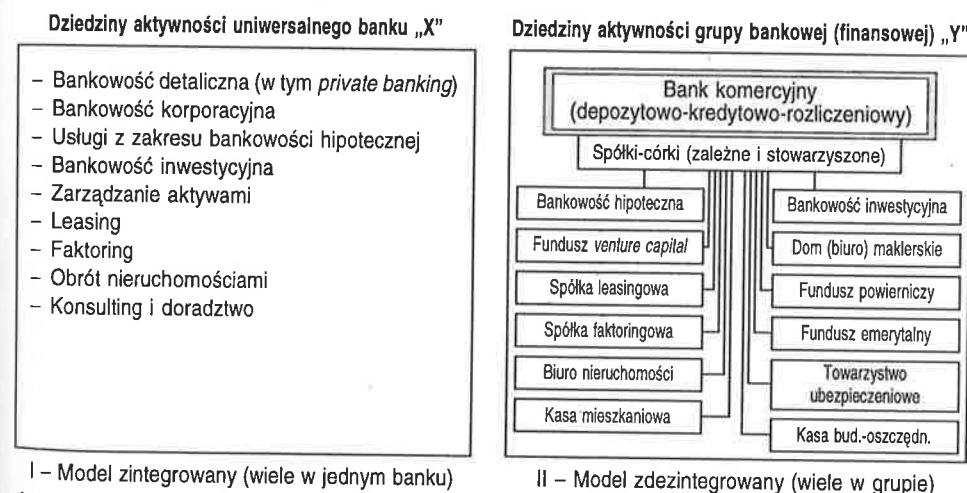 Dziedziny aktywności uniwersalnego banku „X”
– Bankowość detaliczna (w tym private banking)
– Bankowość korporacyjna
– Usługi z zakresu bankowości hipotecznej
– Bankowość inwestycyjna
– Zarządzanie aktywami
– Leasing
– Faktoring
– Obrót nieruchomościami
– Konsulting i doradztwo
I – Model zintegrowany (wiele w jednym banku)
Dziedziny aktywności grupy bankowej (finansowej) „Y”
Bank komercyjny
(depozytowo-kredytowo-rozliczeniowy)
Spółki-córki (zależne i stowarzyszone)
Bankowość hipoteczna
Fundusz venture capital
Spółka leasingowa
Spółka faktoringowa
Biuro nieruchomości
Kasa mieszkaniowa
Bankowość inwestycyjna
Dom (biuro) maklerskie
Fundusz powierniczy
Fundusz emerytalny
Towarzystwo
ubezpieczeniowe
Kasa bud.-oszczędn.
II – Model zdezintegrowany (wiele w grupie)